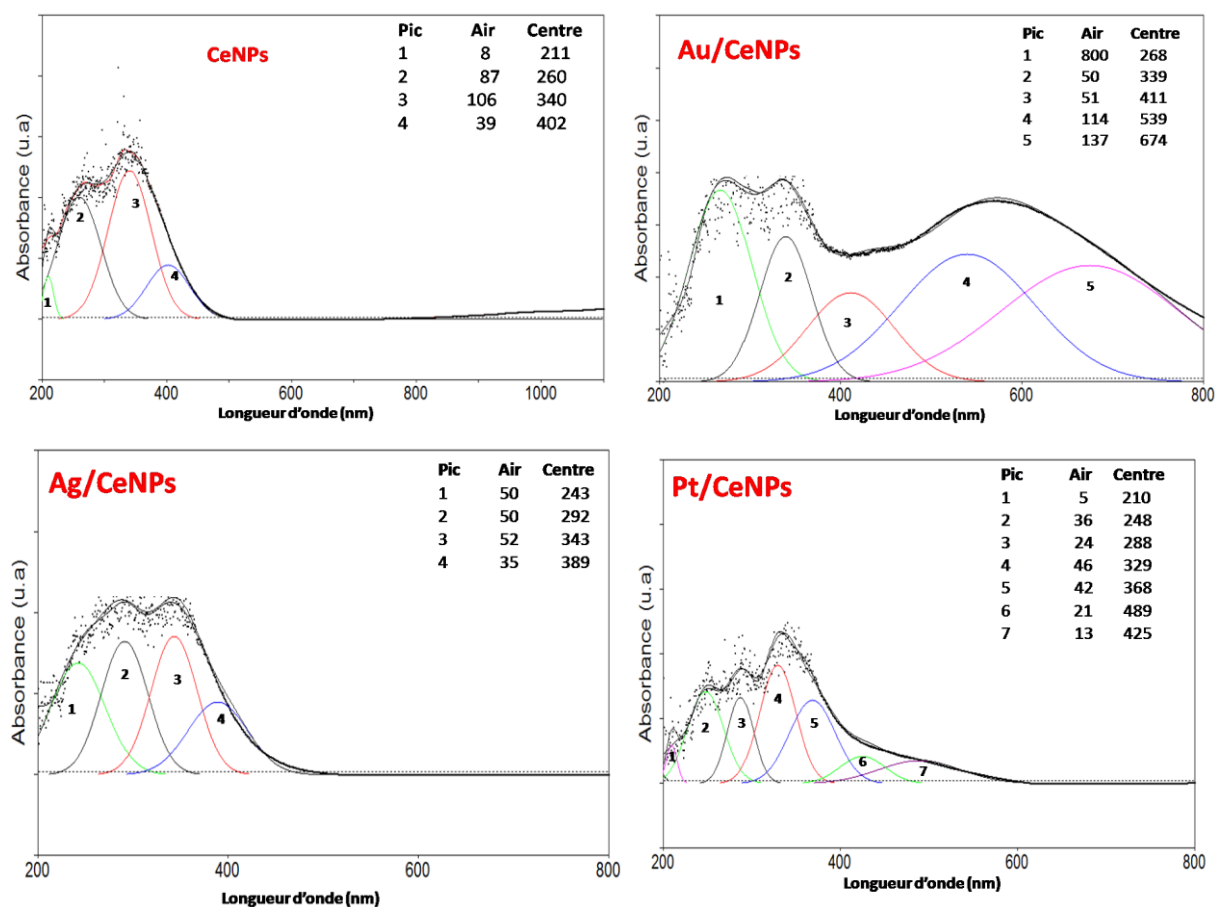 CeNPs
Pic Air Centre
1 8 211
2 87 260
3 106 340
4 39 402
Absorbance (u.a)
1
2
3
4
200 400 600 800 1000
Longueur d'onde (nm)
Au/CeNPs
Pic Air Centre
1 800 268
2 50 339
3 51 411
4 114 539
5 137 674
Absorbance (u.a)
1
2
3
4
5
200 400 600 800
Longueur d'onde (nm)
Ag/CeNPs
Pic Air Centre
1 50 243
2 50 292
3 52 343
4 35 389
Absorbance (u.a)
1
2
3
4
200 400 600 800
Longueur d'onde (nm)
Pt/CeNPs
Pic Air Centre
1 5 210
2 36 248
3 24 288
4 46 329
5 42 368
6 21 489
7 13 425
Absorbance (u.a)
1
2
3
4
5
6
7
200 400 600 800
Longueur d'onde (nm)